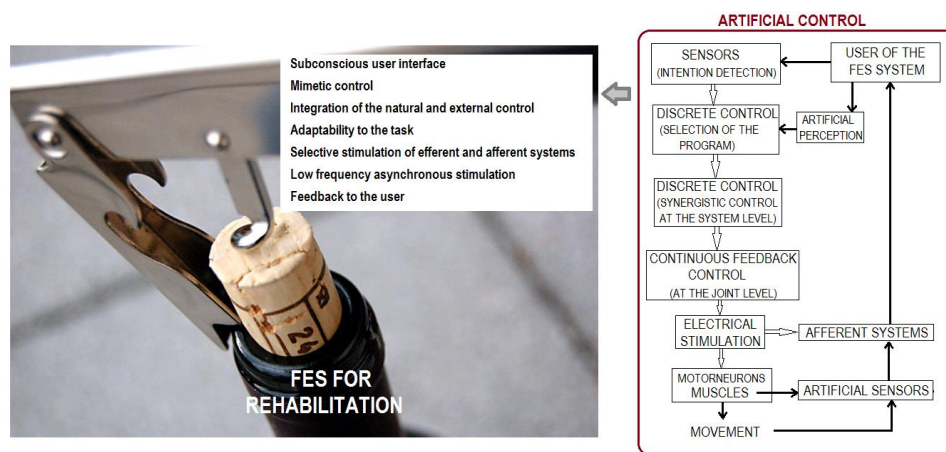 ARTIFICIAL CONTROL
Subconscious user interface
Mimetic control
Integration of the natural and external control
Adaptability to the task
Selective stimulation of efferent and afferent systems
Low frequency asynchronous stimulation
Feedback to the user
24
FES FOR
REHABILITATION
SENSORS
(INTENTION DETECTION)
USER OF THE
FES SYSTEM
DISCRETE CONTROL
(SELECTION OF THE
PROGRAM)
ARTIFICIAL
PERCEPTION
DISCRETE CONTROL
(SYNERGISTIC CONTROL
AT THE SYSTEM LEVEL)
CONTINUOUS FEEDBACK
CONTROL
(AT THE JOINT LEVEL)
ELECTRICAL
STIMULATION
AFFERENT SYSTEMS
MOTORNEURONS
MUSCLES
ARTIFICIAL SENSORS
MOVEMENT